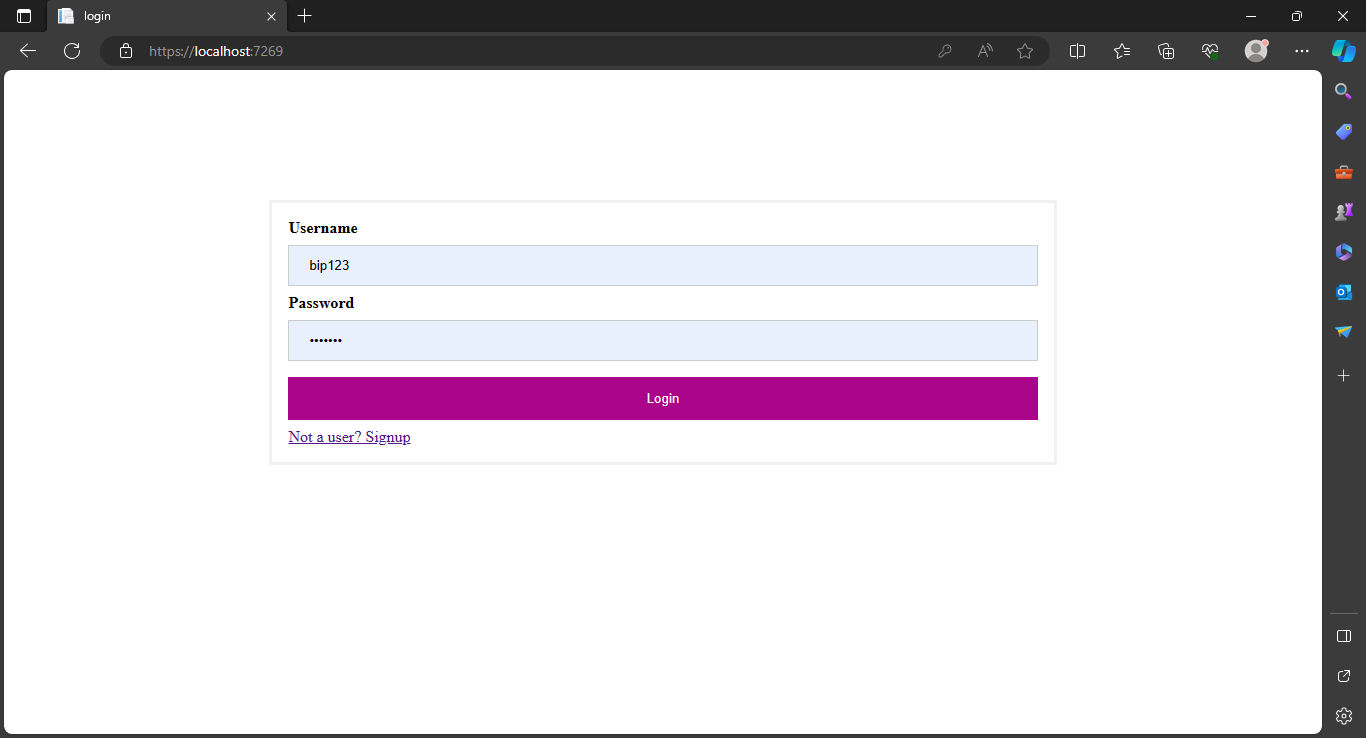 login
https://localhost:7269
Username
bip123
Password
•••••••
Login
Not a user? Signup